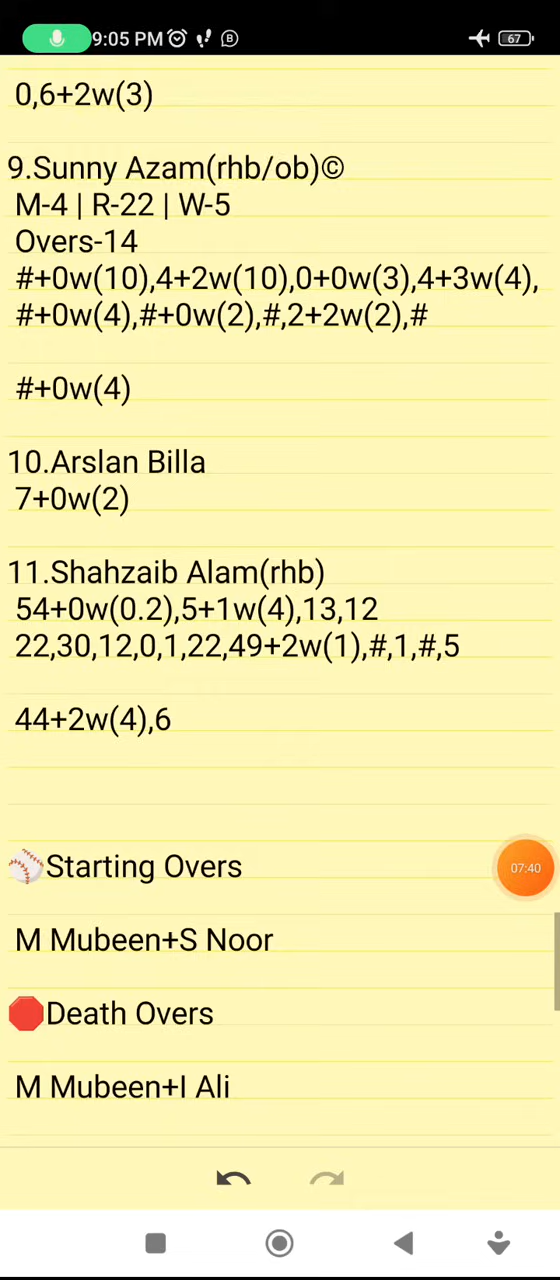 9:05 PM
67
0,6+2w(3)
9.Sunny Azam(rhb/ob)©
M-4 | R-22 | W-5
Overs-14
#+0w(10),4+2w(10),0+0w(3),4+3w(4),
#+0w(4),#+0w(2),#,2+2w(2),#
#+0w(4)
10.Arslan Billa
7+0w(2)
11.Shahzaib Alam(rhb)
54+0w(0.2),5+1w(4),13,12
22,30,12,0,1,22,49+2w(1),#,1,#,5
44+2w(4),6
⚾Starting Overs
07:40
M Mubeen+S Noor
🛑Death Overs
M Mubeen+I Ali